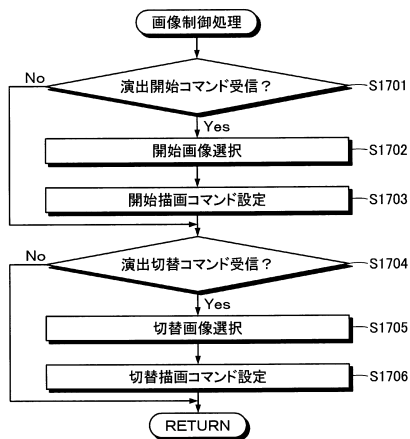 画像制御処理
No
演出開始コマンド受信？
S1701
Yes
開始画像選択
S1702
開始描画コマンド設定
S1703
No
演出切替コマンド受信？
S1704
Yes
切替画像選択
S1705
切替描画コマンド設定
S1706
RETURN